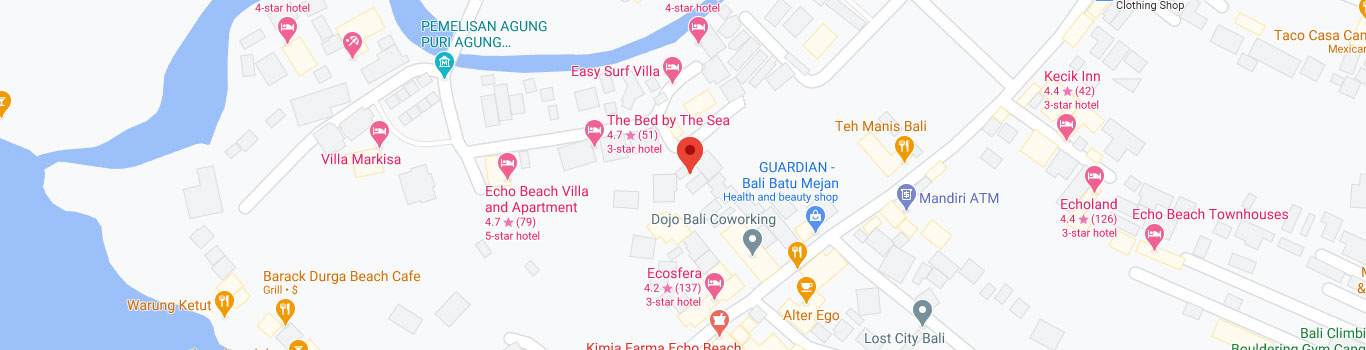 4-star hotel
4-star hotel
Clothing Shop
PEMELISAN AGUNG
PURI AGUNG...
Taco Casa Can
Mexican
Easy Surf Villa
Kecik Inn
4.4 ★ (42)
3-star hotel
The Bed by The Sea
4.7 ★ (51)
3-star hotel
Teh Manis Bali
Villa Markisa
GUARDIAN -
Bali Batu Mejan
Health and beauty shop
Echo Beach Villa
and Apartment
4.7 ★ (79)
5-star hotel
Mandiri ATM
Echoland
4.4 ★ (126)
3-star hotel
Echo Beach Townhouses
Dojo Bali Coworking
Ecosfera
4.2 ★ (137)
3-star hotel
Barack Durga Beach Cafe
Grill • $
Warung Ketut
Alter Ego
Lost City Bali
Kimia Farma Echo Beach
Bali Climbi
Bouldering Gym Cang